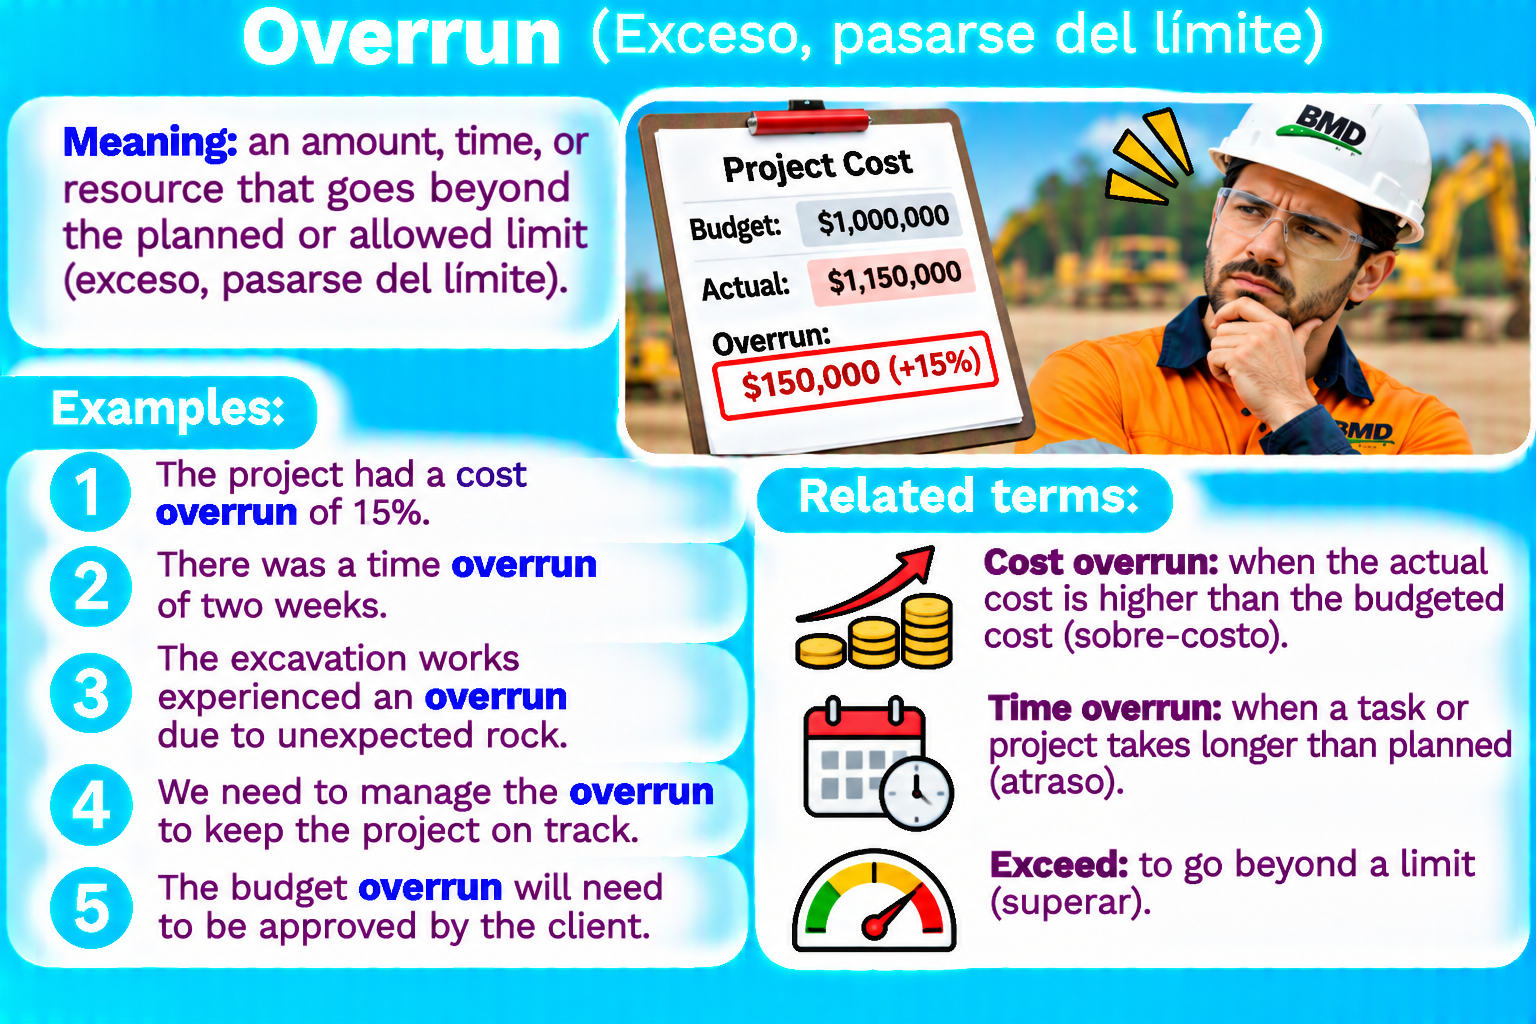 Overrun (Exceso, pasarse del límite)
Meaning: an amount, time, or
resource that goes beyond
the planned or allowed limit
(exceso, pasarse del límite).
Project Cost
Budget: $1,000,000
Actual: $1,150,000
Overrun:
$150,000 (+15%)
BMD
BMD
Examples:
1 The project had a cost
overrun of 15%.
2 There was a time overrun
of two weeks.
3 The excavation works
experienced an overrun
due to unexpected rock.
4 We need to manage the overrun
to keep the project on track.
5 The budget overrun will need
to be approved by the client.
Related terms:
Cost overrun: when the actual
cost is higher than the budgeted
cost (sobre-costo).
Time overrun: when a task or
project takes longer than planned
(atraso).
Exceed: to go beyond a limit
(superar).